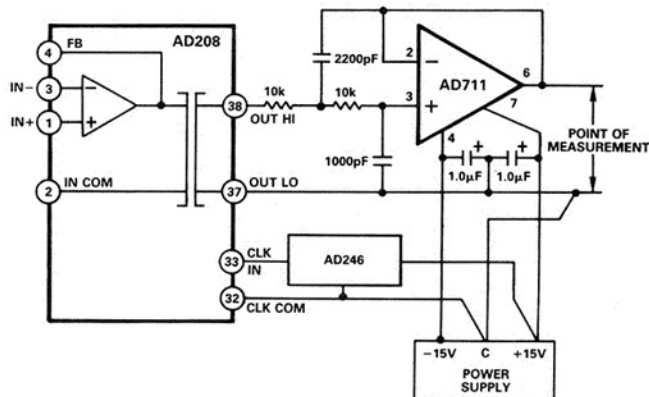 AD208
4 FB
IN− 3
IN+ 1
2 IN COM
38 OUT HI
37 OUT LO
33 CLK IN
32 CLK COM
10k
10k
2200pF
1000pF
2 −
3 +
AD711
6
7
4
+
+
1.0μF
1.0μF
POINT OF
MEASUREMENT
AD246
−15V C +15V
POWER
SUPPLY